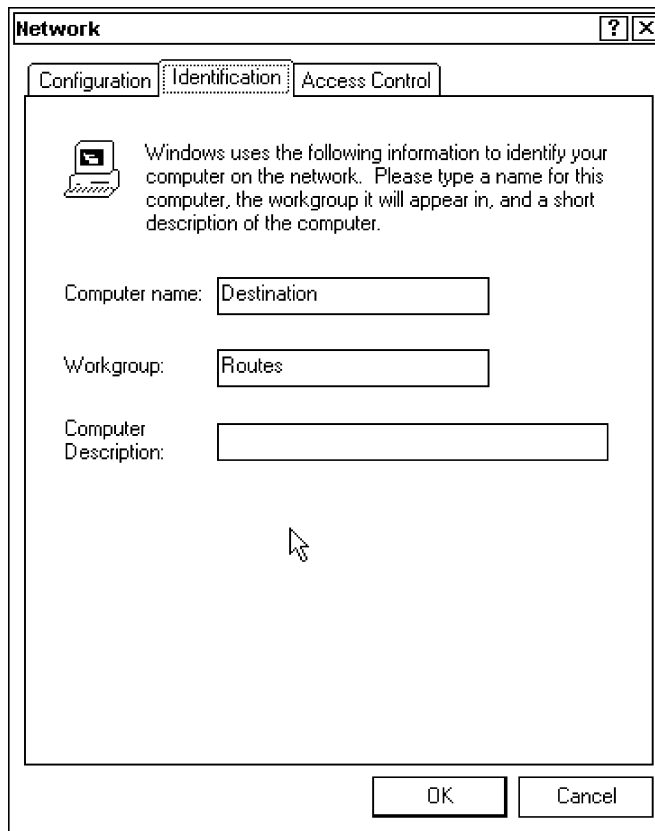 Network
Configuration Identification Access Control
Windows uses the following information to identify your
computer on the network. Please type a name for this
computer, the workgroup it will appear in, and a short
description of the computer.
Computer name: Destination
Workgroup: Routes
Computer
Description:
OK Cancel